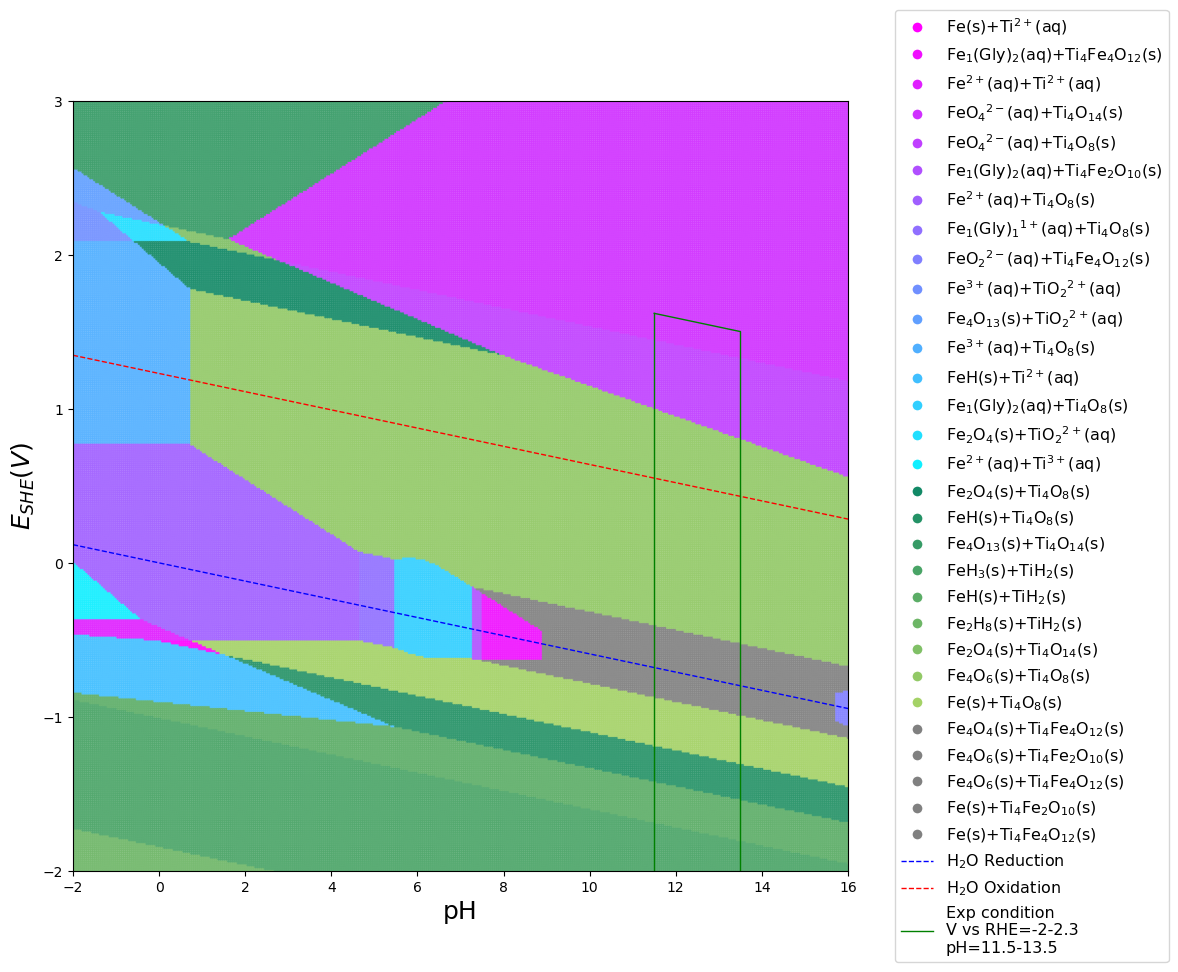 3
2
1
0
−1
−2
−2
0
2
4
6
8
10
12
14
16
E_SHE(V)
pH
Fe(s)+Ti²⁺(aq)
Fe₁(Gly)₂(aq)+Ti₄Fe₄O₁₂(s)
Fe²⁺(aq)+Ti²⁺(aq)
FeO₄²⁻(aq)+Ti₄O₁₄(s)
FeO₄²⁻(aq)+Ti₄O₈(s)
Fe₁(Gly)₂(aq)+Ti₄Fe₂O₁₀(s)
Fe²⁺(aq)+Ti₄O₈(s)
Fe₁(Gly)₁¹⁺(aq)+Ti₄O₈(s)
FeO₂²⁻(aq)+Ti₄Fe₄O₁₂(s)
Fe³⁺(aq)+TiO₂²⁺(aq)
Fe₄O₁₃(s)+TiO₂²⁺(aq)
Fe³⁺(aq)+Ti₄O₈(s)
FeH(s)+Ti²⁺(aq)
Fe₁(Gly)₂(aq)+Ti₄O₈(s)
Fe₂O₄(s)+TiO₂²⁺(aq)
Fe²⁺(aq)+Ti³⁺(aq)
Fe₂O₄(s)+Ti₄O₈(s)
FeH(s)+Ti₄O₈(s)
Fe₄O₁₃(s)+Ti₄O₁₄(s)
FeH₃(s)+TiH₂(s)
FeH(s)+TiH₂(s)
Fe₂H₈(s)+TiH₂(s)
Fe₂O₄(s)+Ti₄O₁₄(s)
Fe₄O₆(s)+Ti₄O₈(s)
Fe(s)+Ti₄O₈(s)
Fe₄O₄(s)+Ti₄Fe₄O₁₂(s)
Fe₄O₆(s)+Ti₄Fe₂O₁₀(s)
Fe₄O₆(s)+Ti₄Fe₄O₁₂(s)
Fe(s)+Ti₄Fe₂O₁₀(s)
Fe(s)+Ti₄Fe₄O₁₂(s)
H₂O Reduction
H₂O Oxidation
Exp condition
V vs RHE=-2-2.3
pH=11.5-13.5